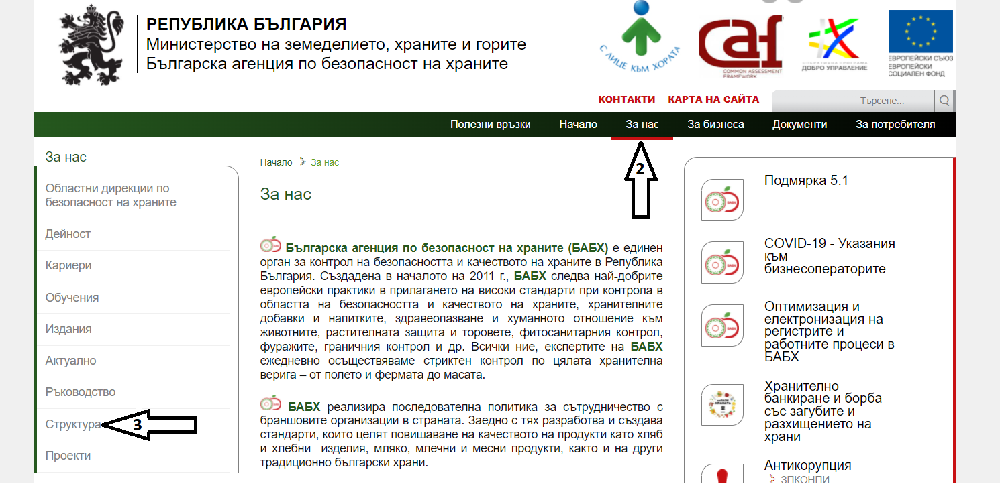 РЕПУБЛИКА БЪЛГАРИЯ
Министерство на земеделието, храните и горите
Българска агенция по безопасност на храните
С ЛИЦЕ КЪМ ХОРАТА
caf
COMMON ASSESSMENT
FRAMEWORK
ОПЕРАТИВНА ПРОГРАМА
ДОБРО УПРАВЛЕНИЕ
ЕВРОПЕЙСКИ СЪЮЗ
ЕВРОПЕЙСКИ
СОЦИАЛЕН ФОНД
КОНТАКТИ КАРТА НА САЙТА Търсене...
Полезни връзки Начало За нас За бизнеса Документи За потребителя
2
За нас
Областни дирекции по
безопасност на храните
Дейност
Кариери
Обучения
Издания
Актуално
Ръководство
Структура
3
Проекти
Начало За нас
За нас
Българска агенция по безопасност на храните (БАБХ) е единен
орган за контрол на безопасността и качеството на храните в Република
България. Създадена в началото на 2011 г., БАБХ следва най-добрите
европейски практики в прилагането на високи стандарти при контрола в
областта на безопасността и качеството на храните, хранителните
добавки и напитките, здравеопазване и хуманното отношение към
животните, растителната защита и торовете, фитосанитарния контрол,
фуражите, граничния контрол и др. Всички ние, експертите на БАБХ
ежедневно осъществяваме стриктен контрол по цялата хранителна
верига – от полето и фермата до масата.
БАБХ реализира последователна политика за сътрудничество с
браншовите организации в страната. Заедно с тях разработва и създава
стандарти, които целят повишаване на качеството на продукти като хляб
и хлебни изделия, мляко, млечни и месни продукти, както и на други
традиционно български храни.
БАБХ
Подмярка 5.1
БАБХ
COVID-19 - Указания
към
бизнесоператорите
БАБХ
Оптимизация и
електронизация на
регистрите и
работните процеси в
БАБХ
Хранително
банкиране и борба
със загубите и
разхищението на
храни
Антикорупция
ЗПКОНПИ